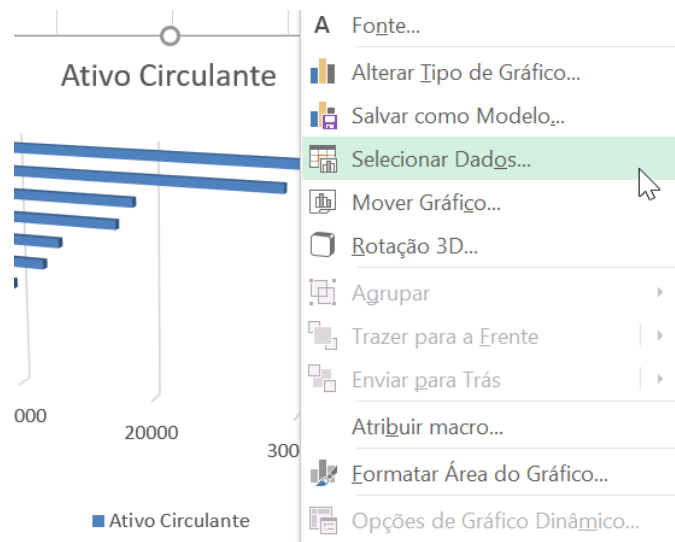 Ativo Circulante
000
20000
300
Ativo Circulante
A Fonte...
Alterar Tipo de Gráfico...
Salvar como Modelo...
Selecionar Dados...
Mover Gráfico...
Rotação 3D...
Agrupar
Trazer para a Frente
Enviar para Trás
Atribuir macro...
Formatar Área do Gráfico...
Opções de Gráfico Dinâmico...